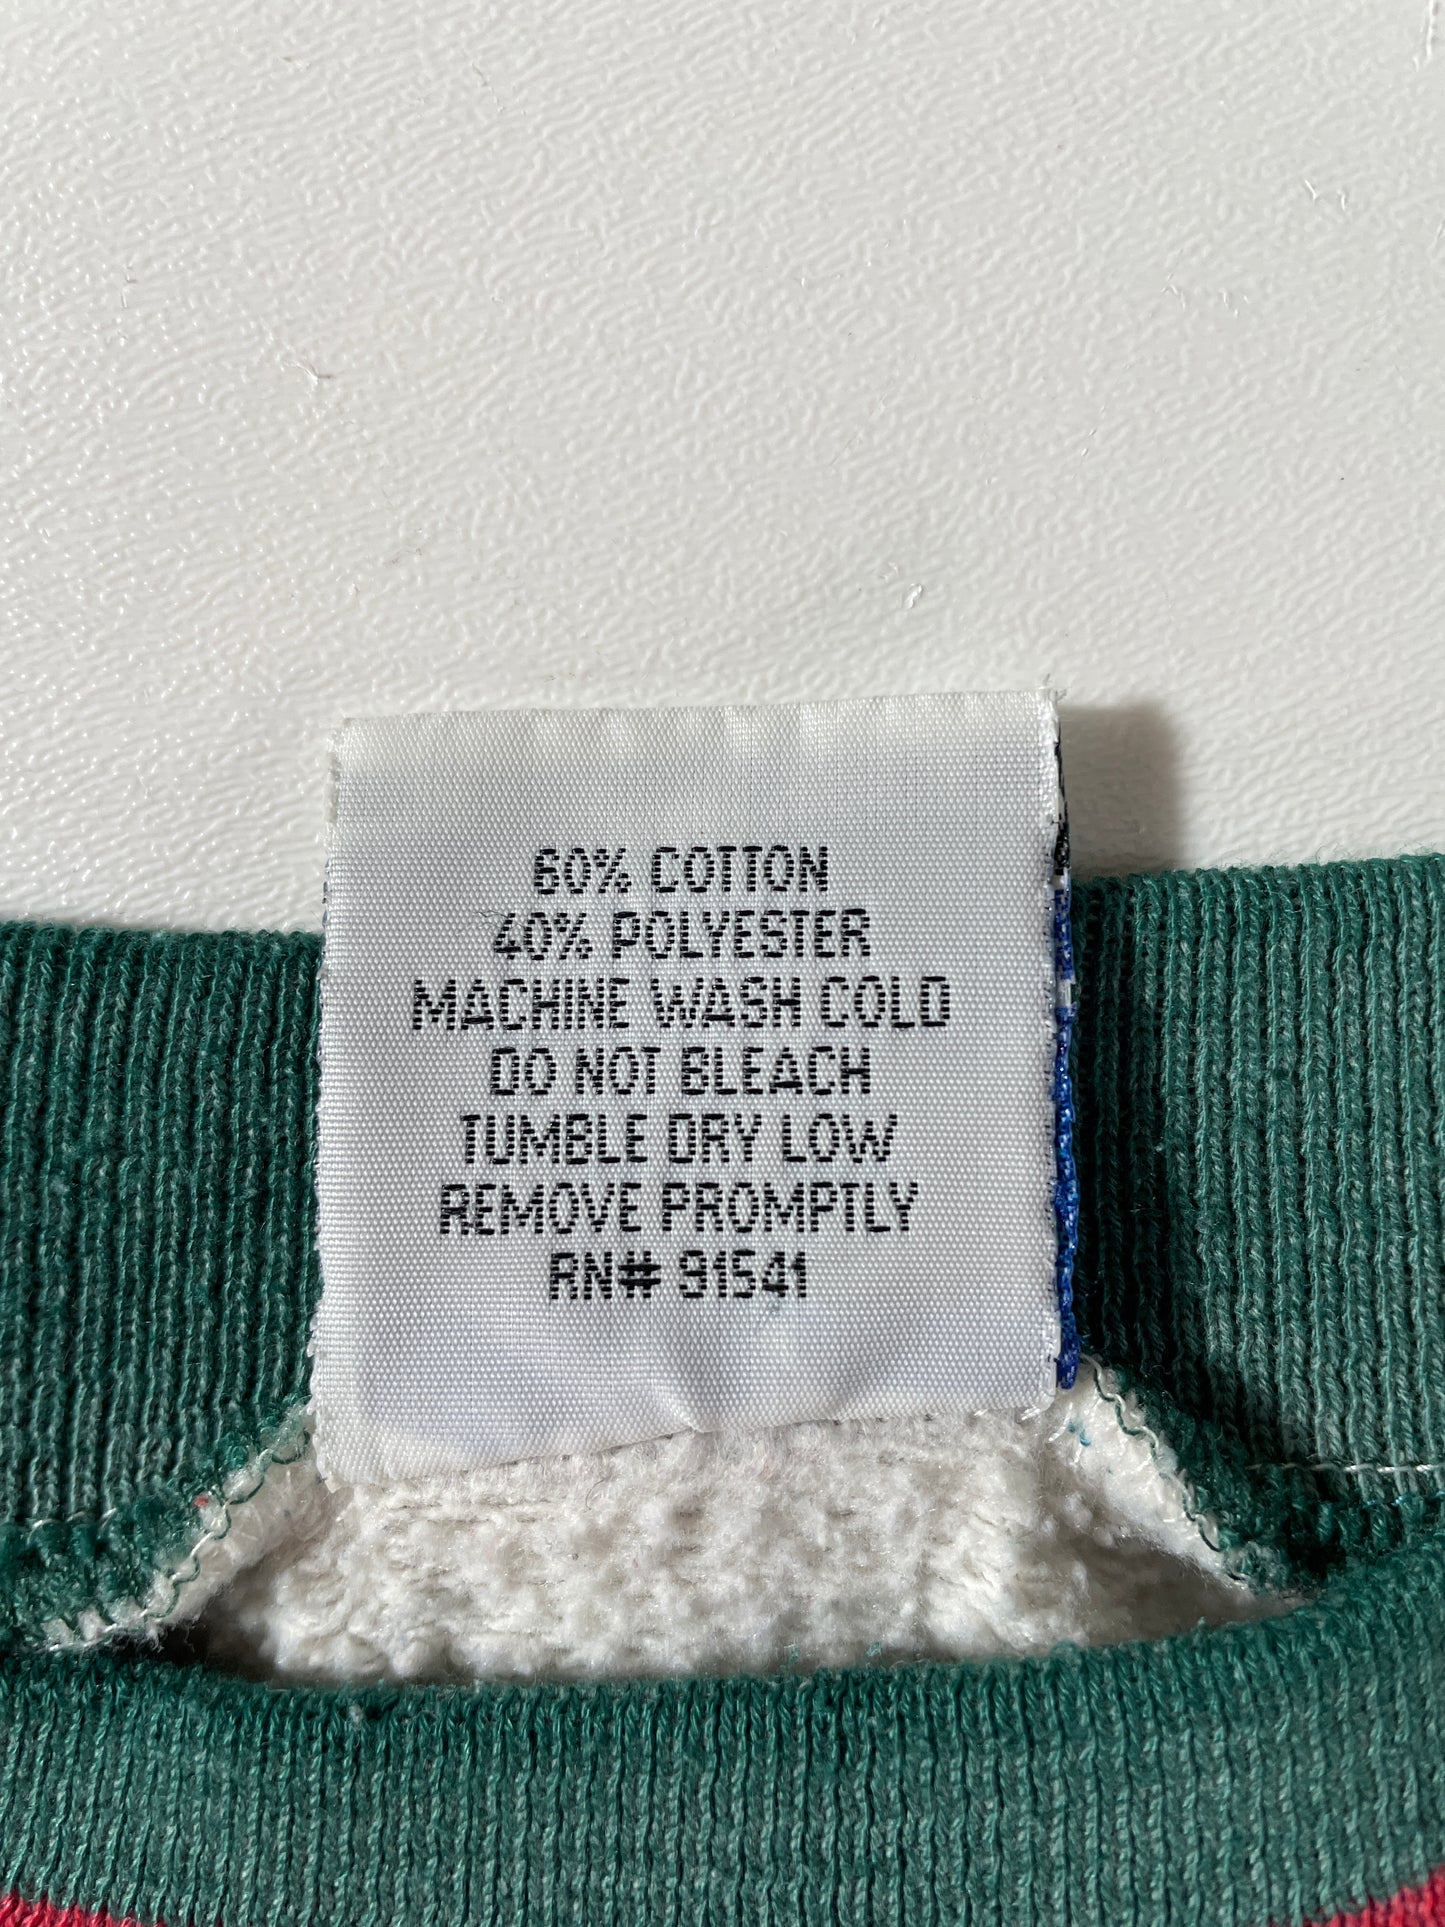 60% COTTON
40% POLYESTER
MACHINE WASH COLD
DO NOT BLEACH
TUMBLE DRY LOW
REMOVE PROMPTLY
RN# 91541